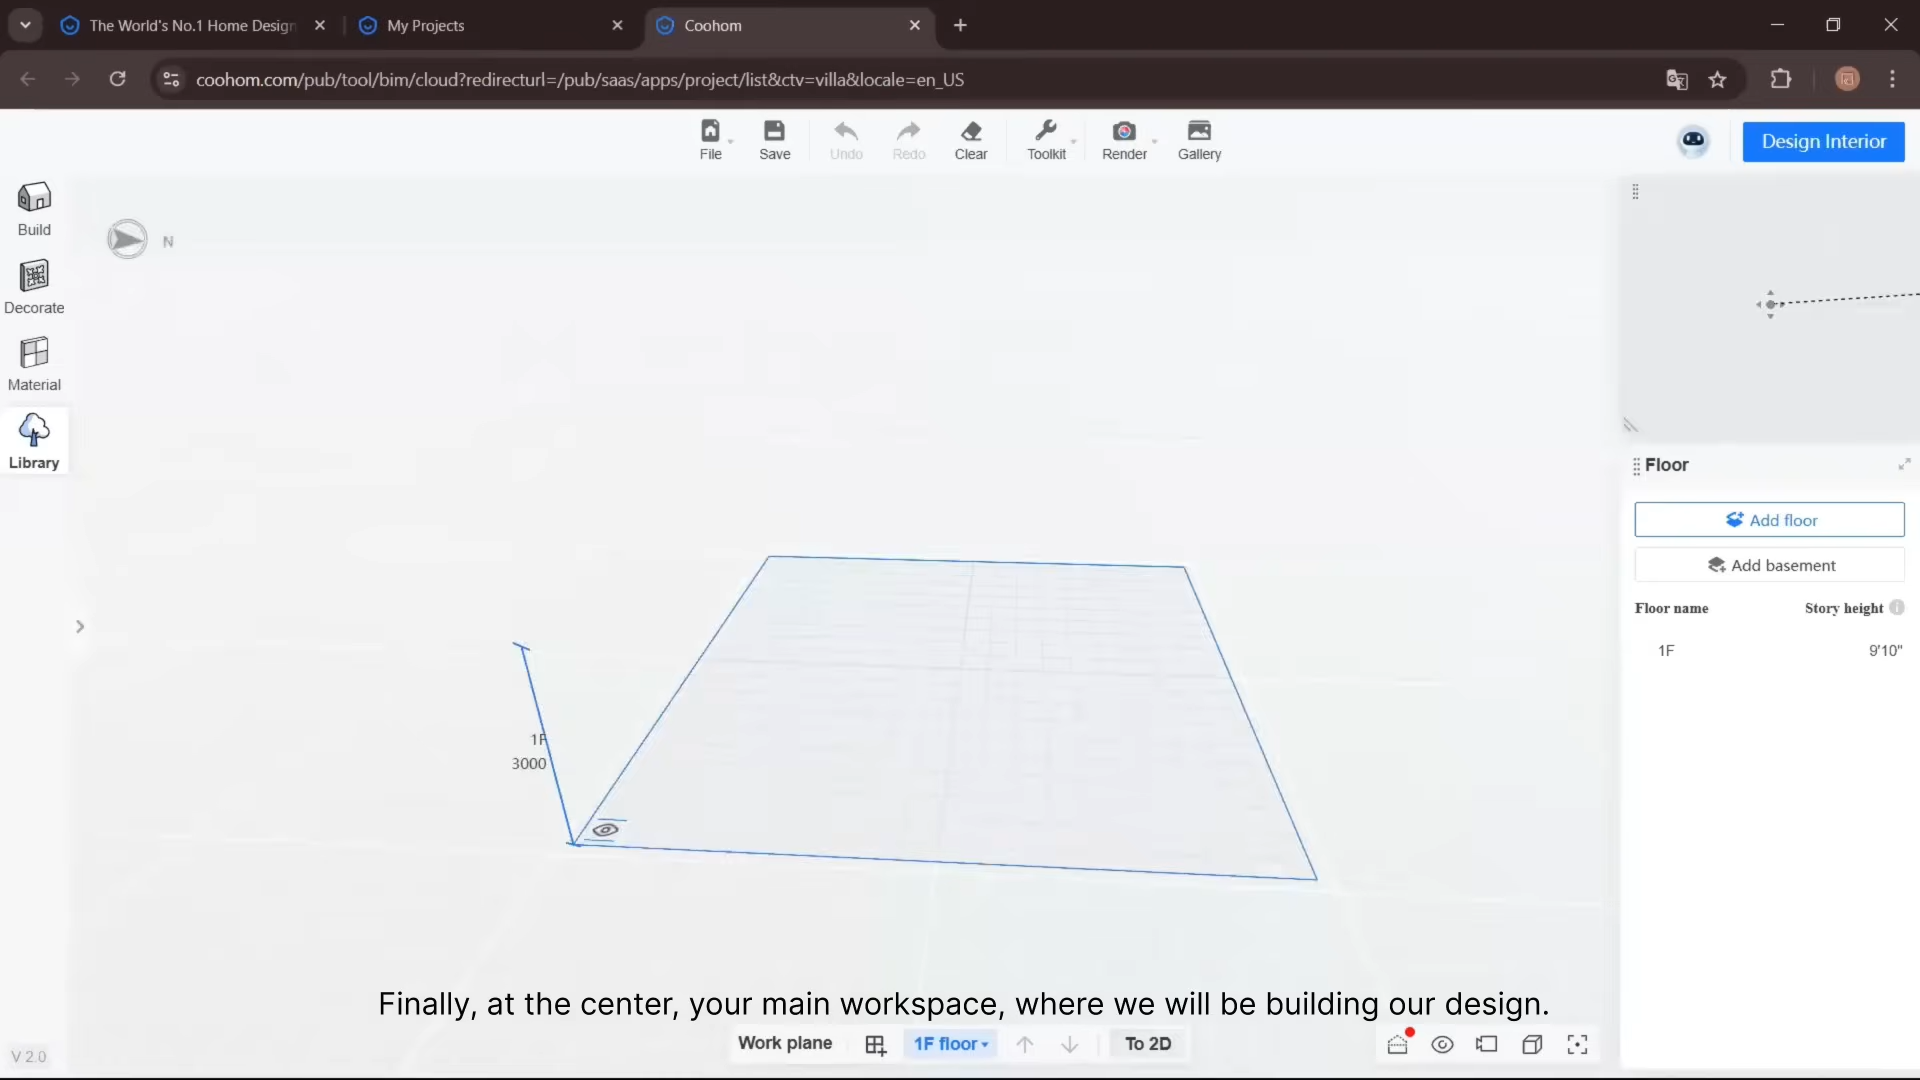 The World's No.1 Home Design
My Projects
Coohom
coohom.com/pub/tool/bim/cloud?redirecturl=/pub/saas/apps/project/list&ctv=villa&locale=en_US
File
Save
Undo
Redo
Clear
Toolkit
Render
Gallery
Design Interior
Build
Decorate
Material
Library
N
Floor
Add floor
Add basement
Floor name
Story height
1F
9'10"
1F
3000
Finally, at the center, your main workspace, where we will be building our design.
Work plane
1F floor
To 2D
V 2.0